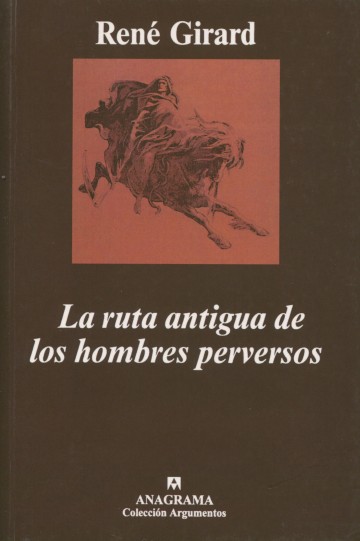 René Girard
La ruta antigua de
los hombres perversos
ANAGRAMA
Colección Argumentos